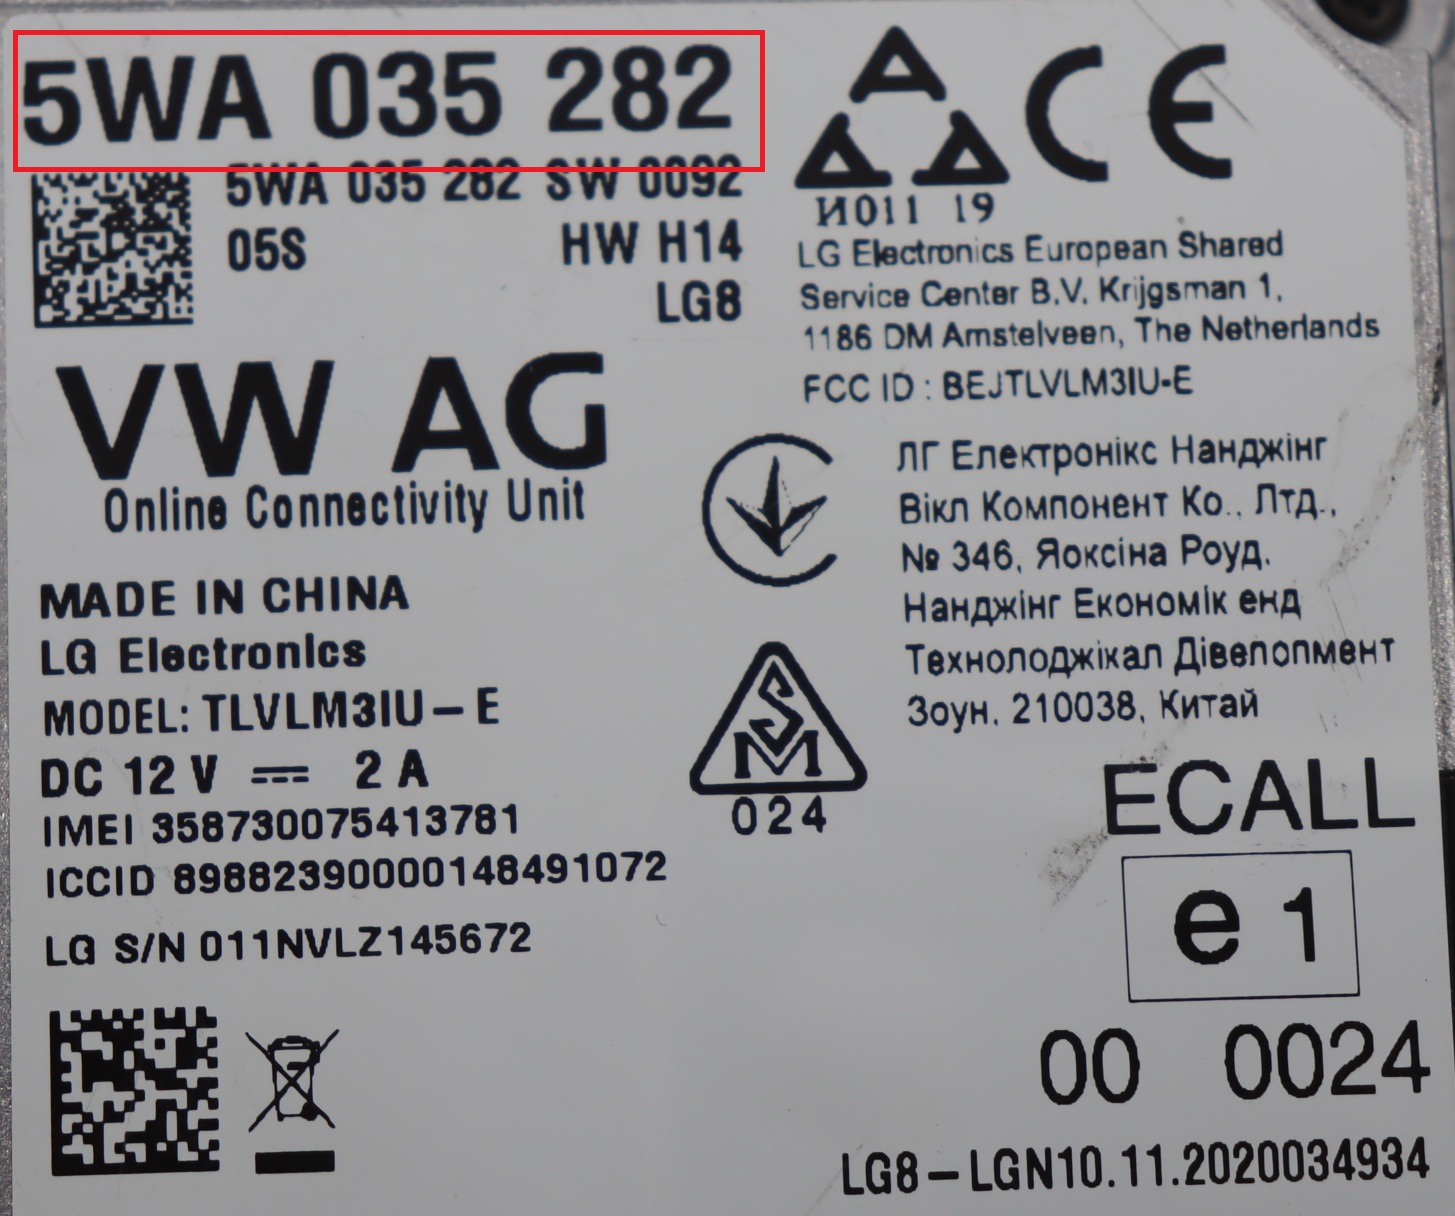 5WA 035 282
5WA 035 282 SW 0092
05S HW H14
LG8
VW AG
Online Connectivity Unit
MADE IN CHINA
LG Electronics
MODEL: TLVLM3IU-E
DC 12 V ⎓ 2 A
IMEI 358730075413781
ICCID 89882390000148491072
LG S/N 011NVLZ145672
CE
И011 19
LG Electronics European Shared
Service Center B.V. Krijgsman 1,
1186 DM Amstelveen, The Netherlands
FCC ID : BEJTLVLM3IU-E
ЛГ Електронікс Нанджінг
Вікл Компонент Ко., Лтд.,
№ 346, Яоксіна Роуд.
Нанджінг Економік енд
Технолоджікал Дівелопмент
Зоун. 210038, Китай
SM
024
ECALL
e1
00 0024
LG8-LGN10.11.2020034934